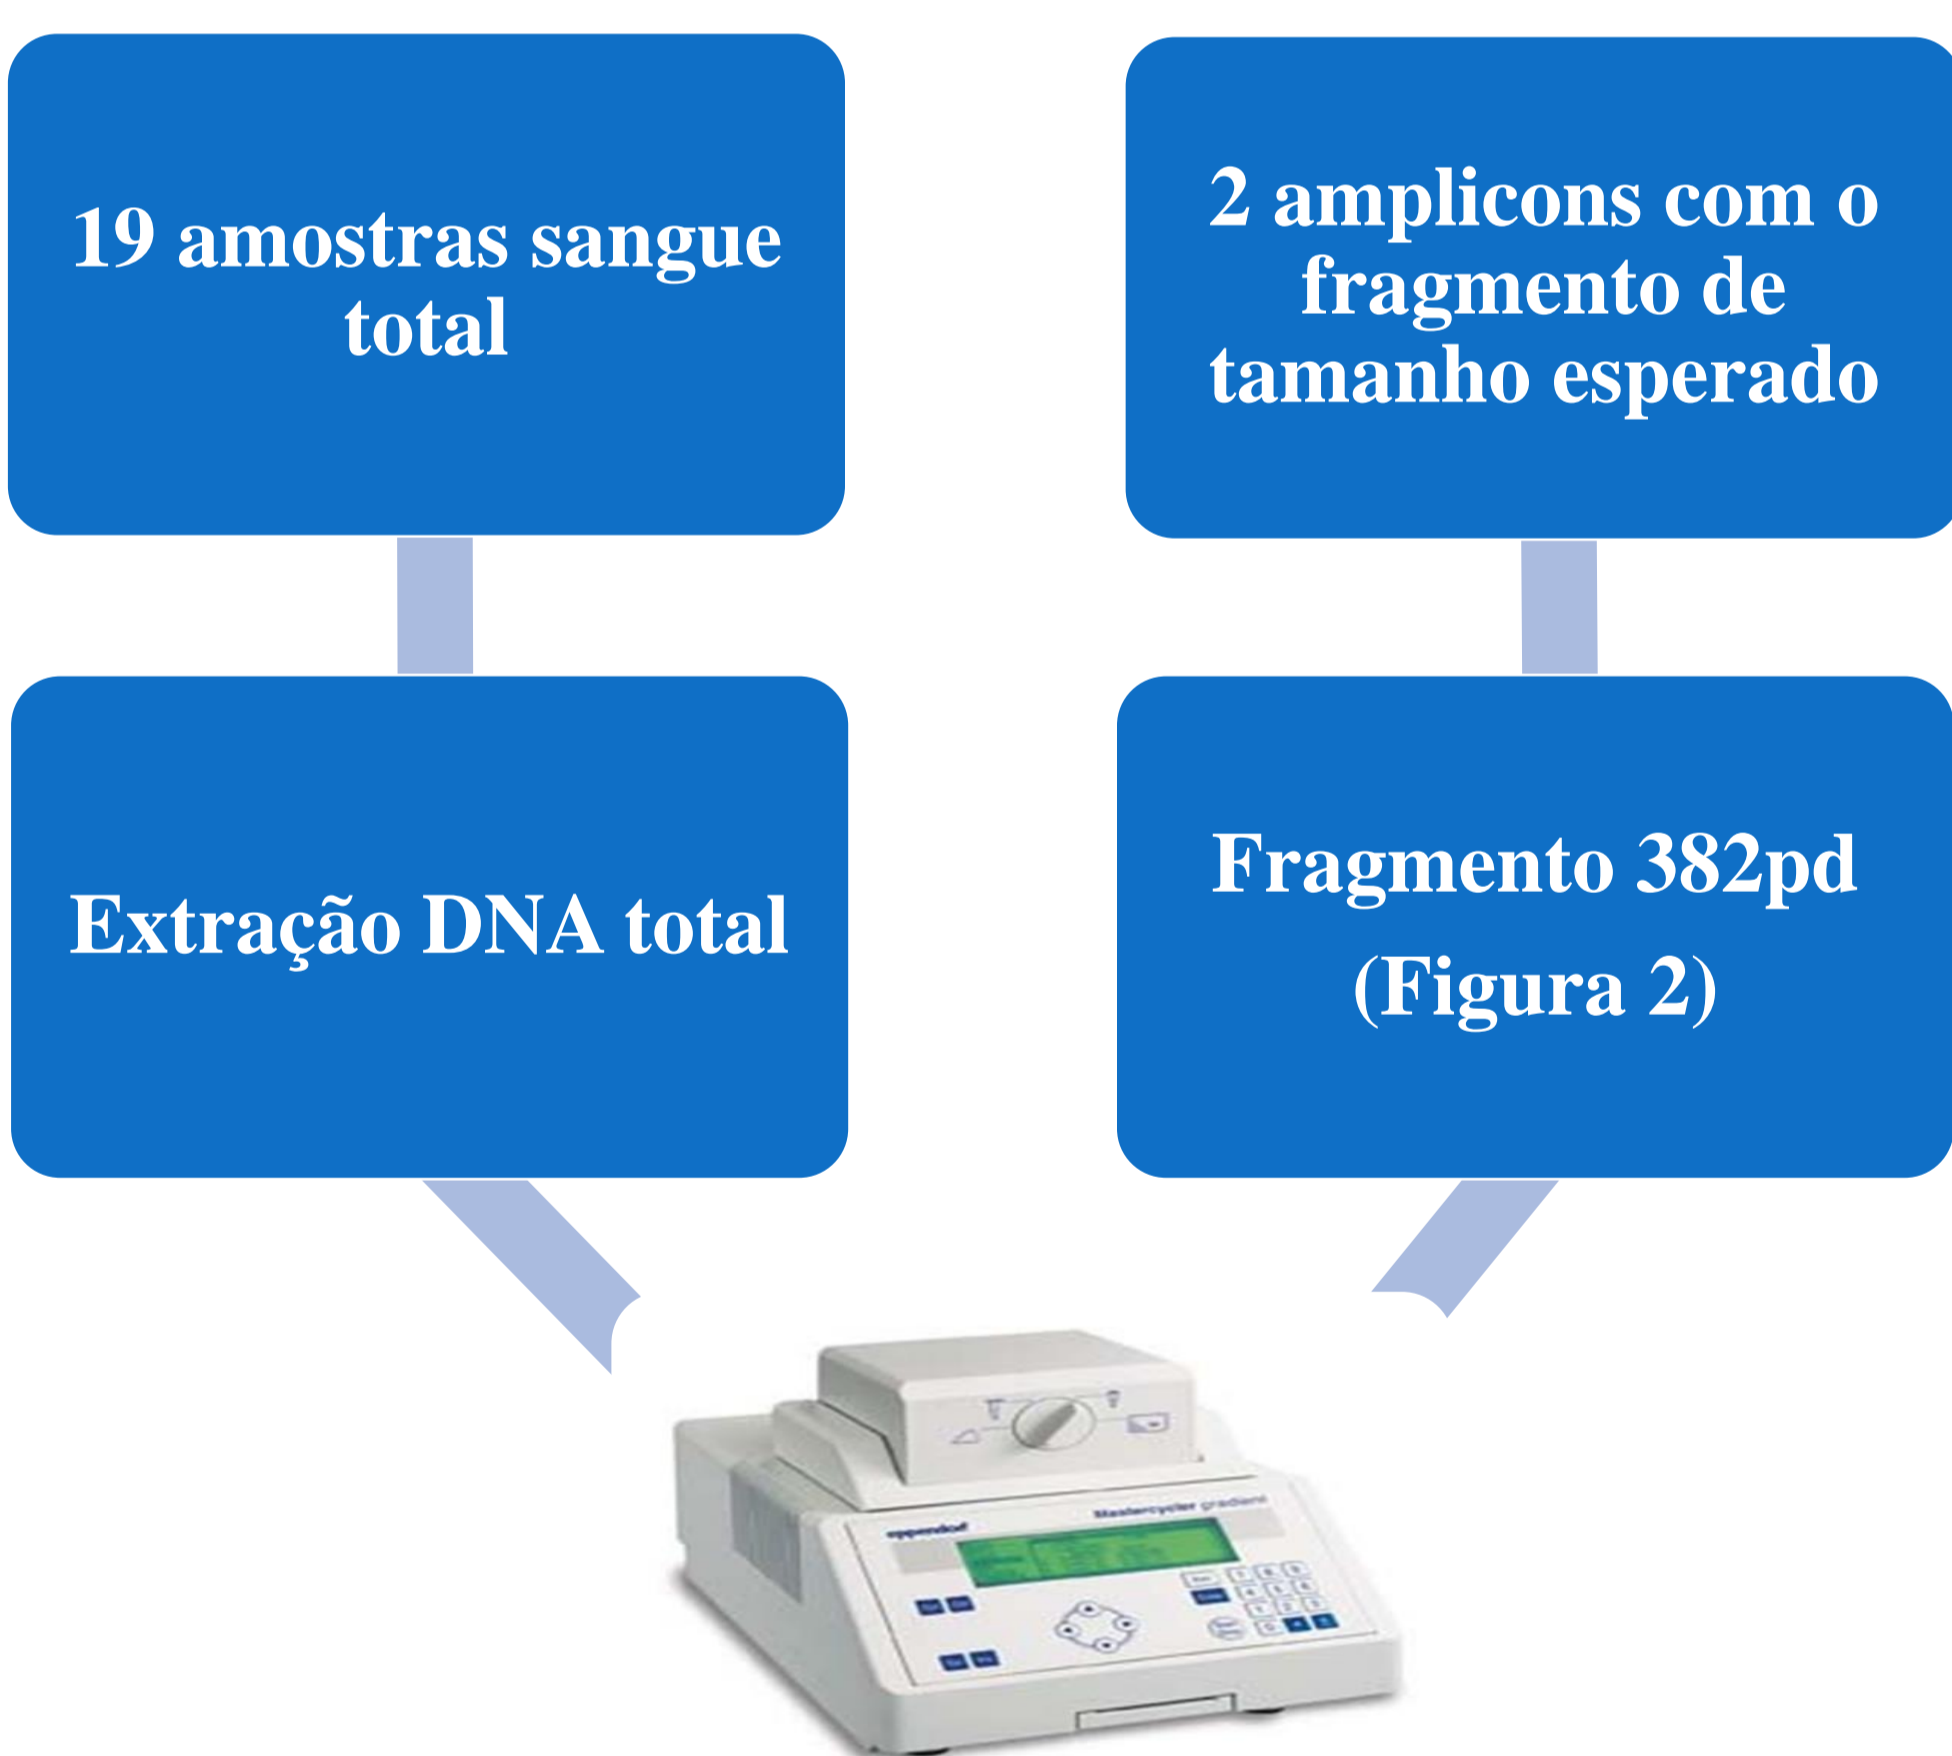 19 amostras sangue
total
2 amplicons com o
fragmento de
tamanho esperado
Extração DNA total
Fragmento 382pd
(Figura 2)
eppendorf
Mastercycler gradient